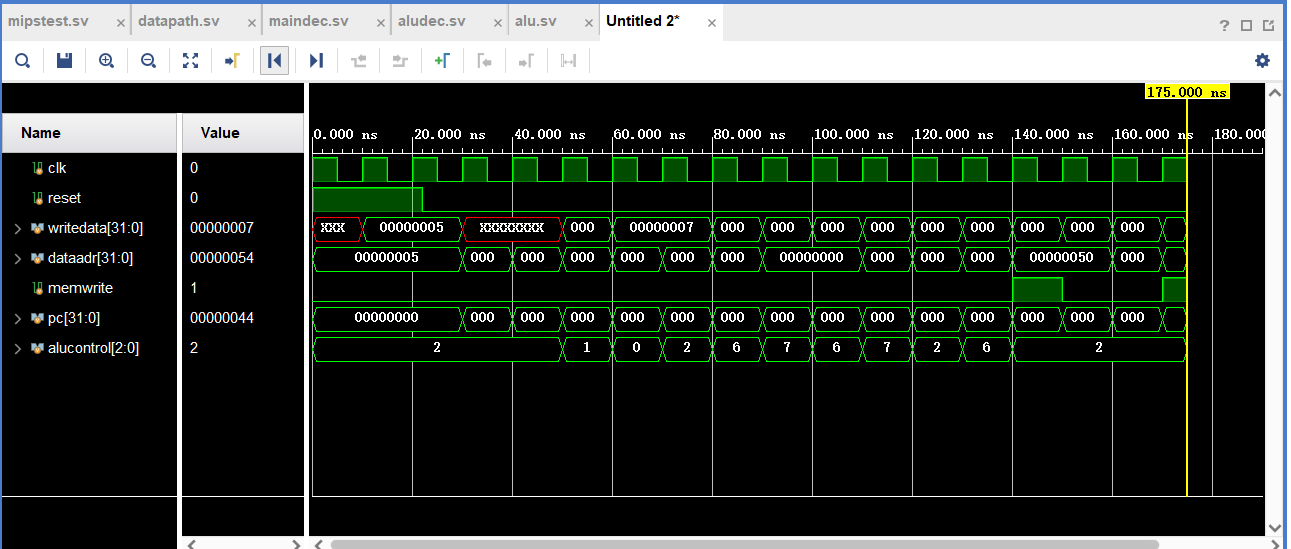 mipstest.sv × datapath.sv × maindec.sv × aludec.sv × alu.sv × Untitled 2* ×
?
175.000 ns
Name Value
0.000 ns 20.000 ns 40.000 ns 60.000 ns 80.000 ns 100.000 ns 120.000 ns 140.000 ns 160.000 ns 180.000
clk 0
reset 0
writedata[31:0] 00000007 XXX 00000005 XXXXXXXX 000 00000007 000 000 000 000 000 000 000 000 000
dataadr[31:0] 00000054 00000005 000 000 000 000 000 000 00000000 000 000 000 00000050 000
memwrite 1
pc[31:0] 00000044 00000000 000 000 000 000 000 000 000 000 000 000 000 000 000 000
alucontrol[2:0] 2 2 1 0 2 6 7 6 7 2 6 2